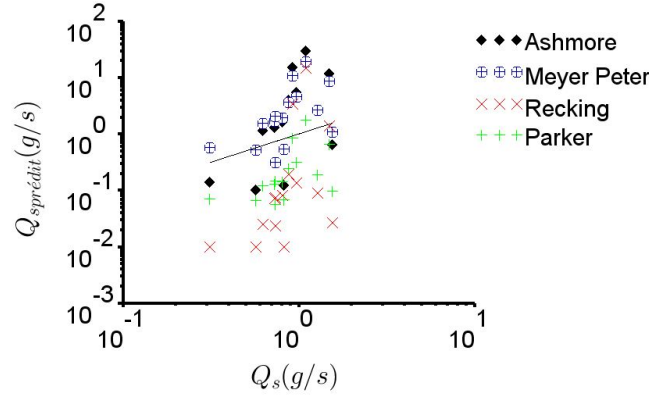 10^2
10^1
10^0
10^-1
10^-2
10^-3
Q_sprédit(g/s)
10^-1
10^0
10^1
Q_s(g/s)
Ashmore
Meyer Peter
Recking
Parker